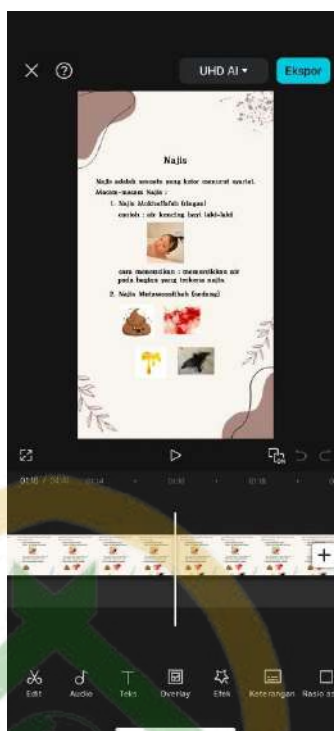 UHD AI
Ekspor
Najis
Najis adalah sesuatu yang kotor menurut syariat.
Macam-macam Najis :
1. Najis Mukhaffafah (ringan)
contoh : air kencing bayi laki-laki
cara mensucikan : memercikkan air
pada bagian yang terkena najis
2. Najis Mutawassithah (sedang)
ON
Edit
Audio
Teks
Overlay
Efek
Keterangan